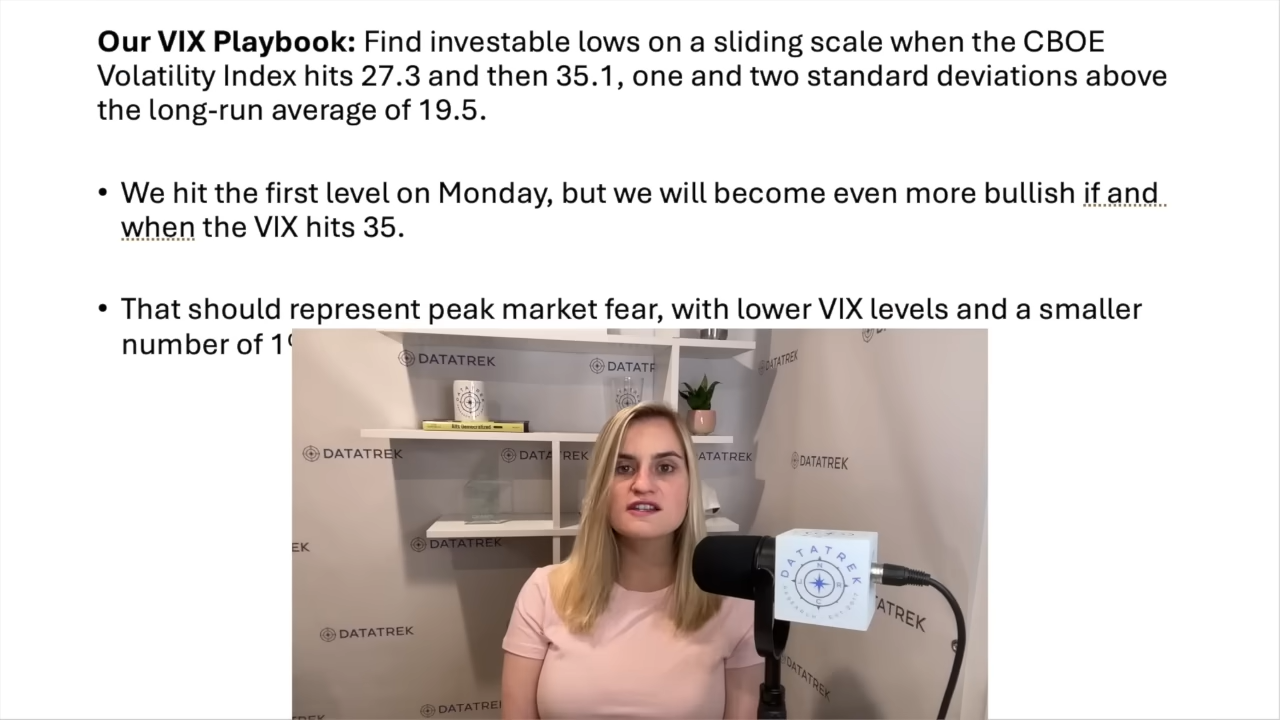 Our VIX Playbook: Find investable lows on a sliding scale when the CBOE
Volatility Index hits 27.3 and then 35.1, one and two standard deviations above
the long-run average of 19.5.
• We hit the first level on Monday, but we will become even more bullish if and
when the VIX hits 35.
• That should represent peak market fear, with lower VIX levels and a smaller
number of
DATATREK
DATATREK
DATATREK
DATATREK
DATATREK
DATATREK
DATATREK
DATATREK
DATATREK
DATATREK
DATATREK